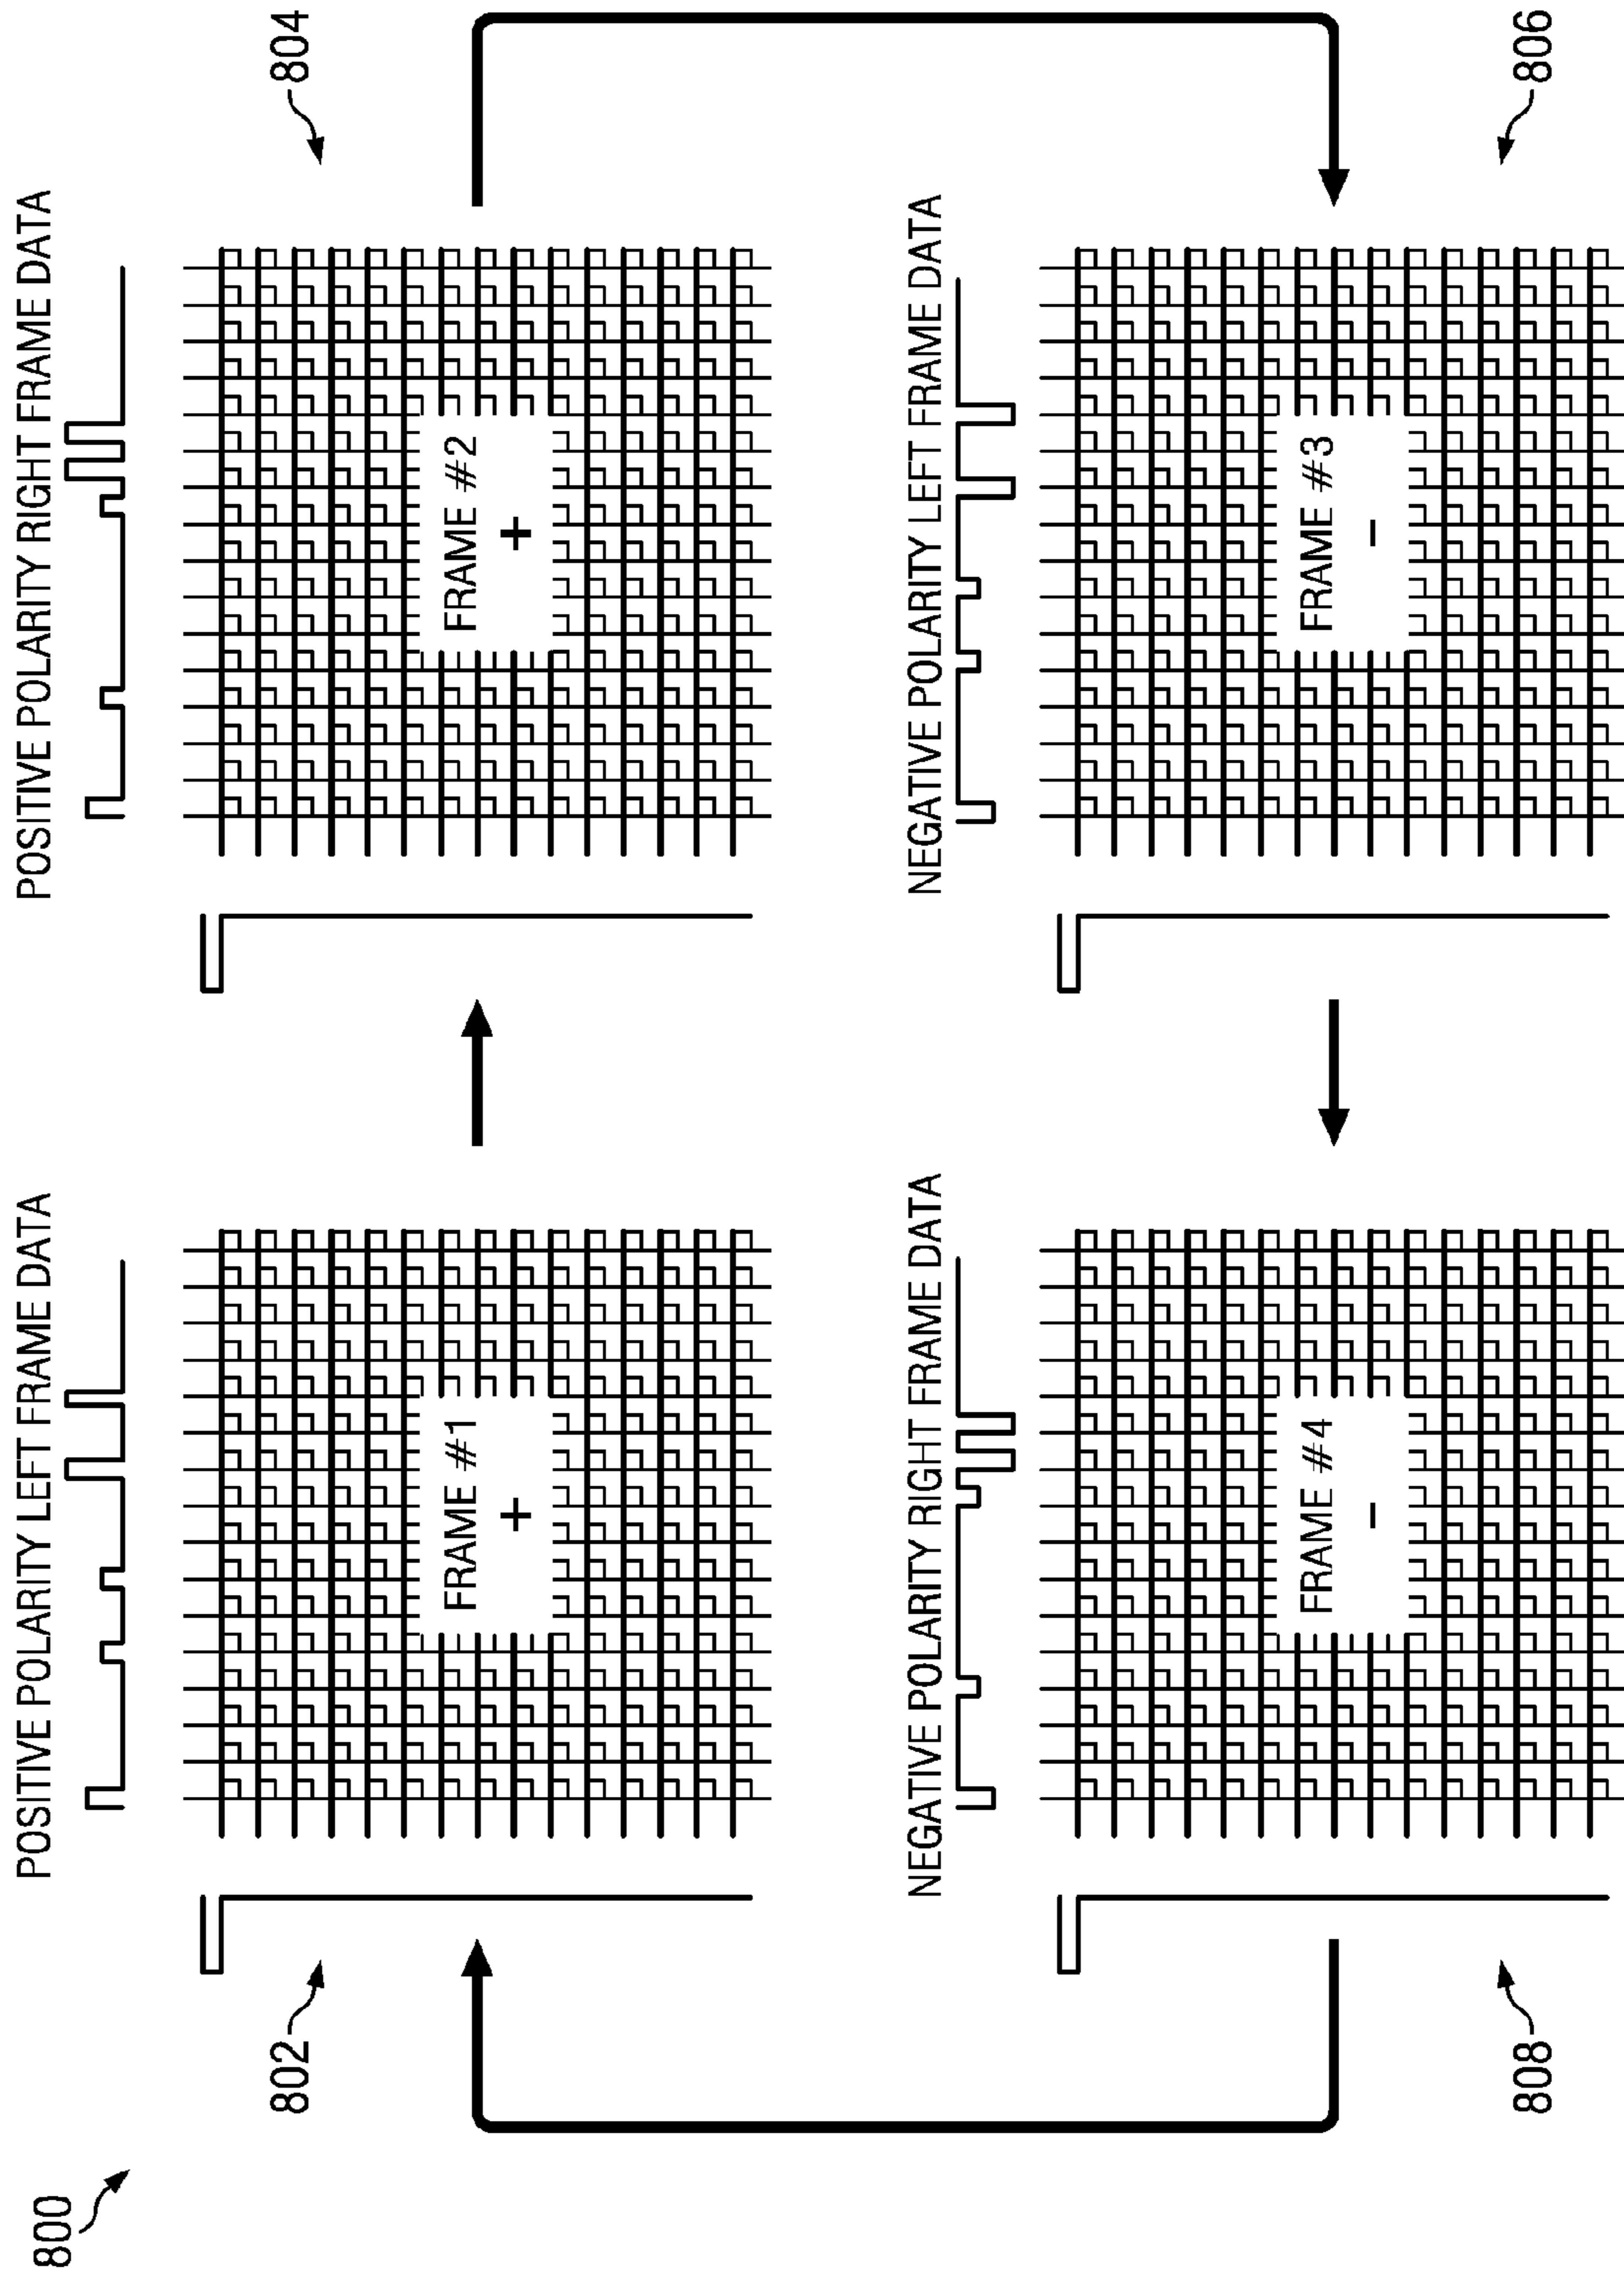 800
802
804
POSITIVE POLARITY LEFT FRAME DATA
POSITIVE POLARITY RIGHT FRAME DATA
FRAME #1
+
FRAME #2
+
NEGATIVE POLARITY RIGHT FRAME DATA
NEGATIVE POLARITY LEFT FRAME DATA
FRAME #4
-
FRAME #3
-
808
806